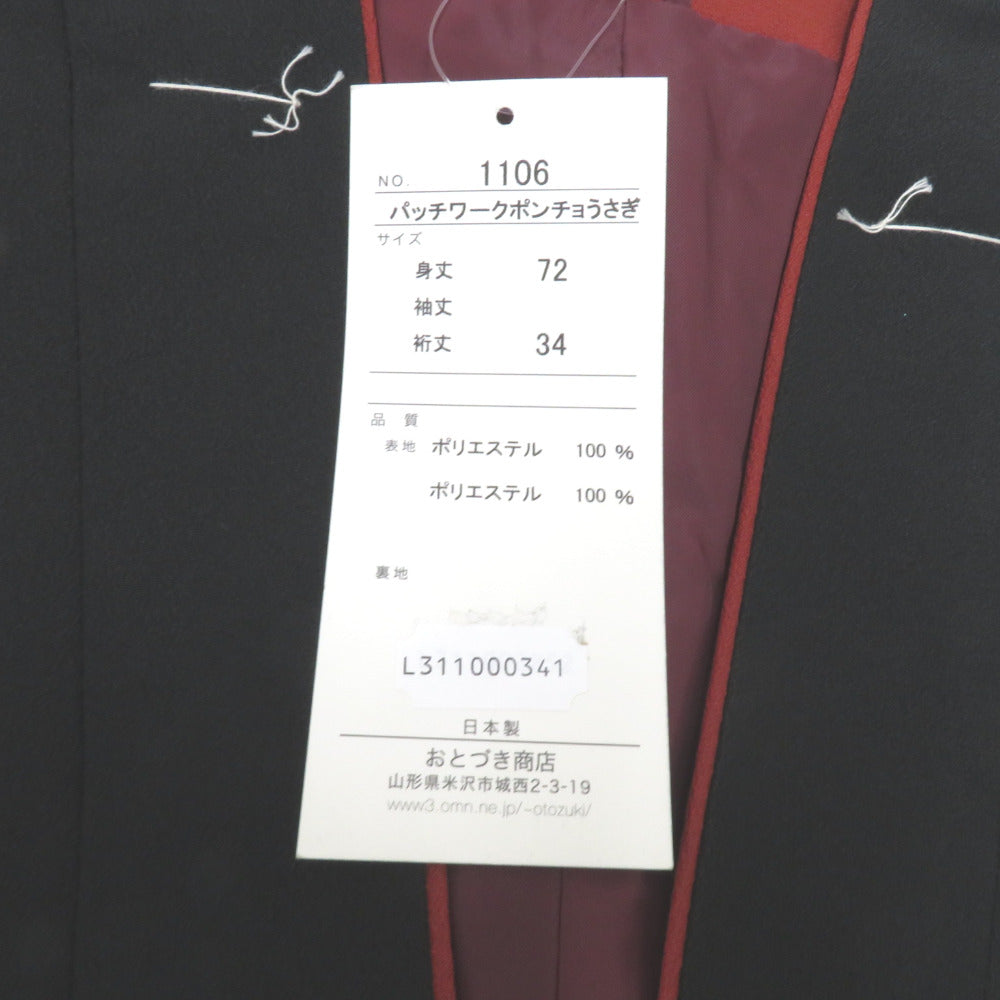 NO. 1106
パッチワークポンチョうさぎ
サイズ
身丈 72
袖丈
裄丈 34
品 質
表地 ポリエステル 100 %
ポリエステル 100 %
裏地
L311000341
日本製
おとづき商店
山形県米沢市城西2-3-19
www3.omn.ne.jp/~otozuki/